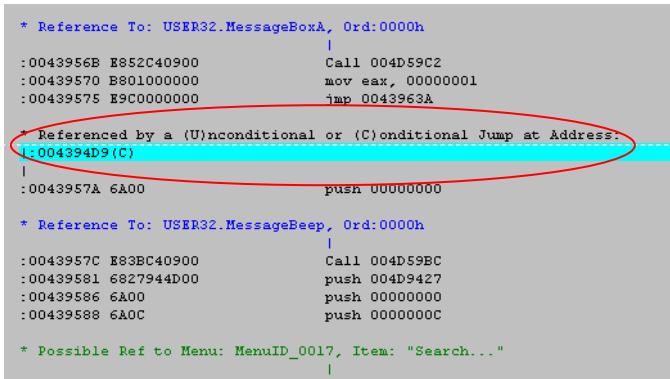 * Reference To: USER32.MessageBoxA, Ord:0000h
|
:0043956B E852C40900 Call 004D59C2
:00439570 B801000000 mov eax, 00000001
:00439575 E9C0000000 jmp 0043963A
* Referenced by a (U)nconditional or (C)onditional Jump at Address:
|:004394D9(C)
|
:0043957A 6A00 push 00000000
* Reference To: USER32.MessageBeep, Ord:0000h
|
:0043957C E83BC40900 Call 004D59BC
:00439581 6827944D00 push 004D9427
:00439586 6A00 push 00000000
:00439588 6A0C push 0000000C
* Possible Ref to Menu: MenuID_0017, Item: "Search..."
|